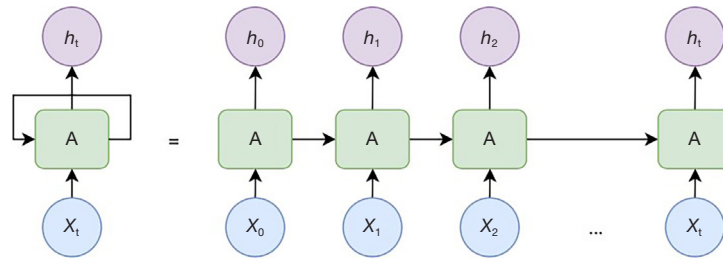 hₜ h₀ h₁ h₂ hₜ
A = A A A A
Xₜ X₀ X₁ X₂ ... Xₜ